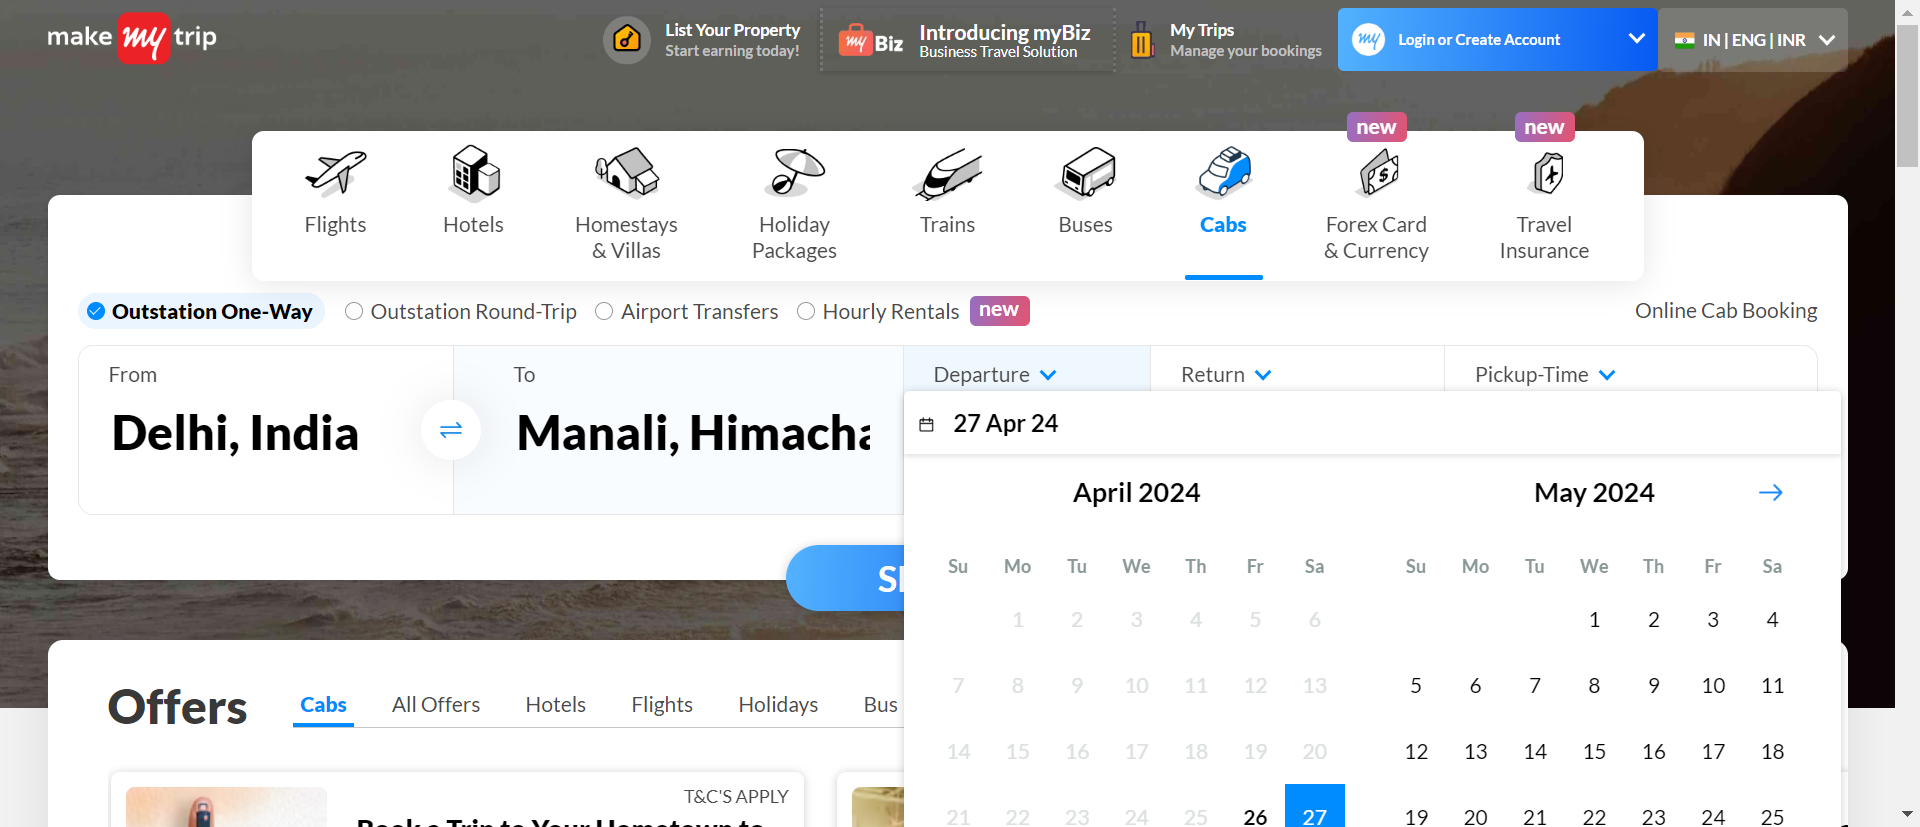 make my trip
List Your Property
Start earning today!
my Biz
Introducing myBiz
Business Travel Solution
My Trips
Manage your bookings
my
Login or Create Account
IN | ENG | INR
new
new
Flights
Hotels
Homestays
& Villas
Holiday
Packages
Trains
Buses
Cabs
Forex Card
& Currency
Travel
Insurance
Outstation One-Way
Outstation Round-Trip
Airport Transfers
Hourly Rentals
new
Online Cab Booking
From
Delhi, India
To
Manali, Himacha
Departure
Return
Pickup-Time
27 Apr 24
April 2024
May 2024
Su Mo Tu We Th Fr Sa
1 2 3 4 5 6
7 8 9 10 11 12 13
14 15 16 17 18 19 20
21 22 23 24 25 26 27
Su Mo Tu We Th Fr Sa
1 2 3 4
5 6 7 8 9 10 11
12 13 14 15 16 17 18
19 20 21 22 23 24 25
Offers
Cabs
All Offers
Hotels
Flights
Holidays
Bus
T&C'S APPLY
Book a Trip to Your Hometown to